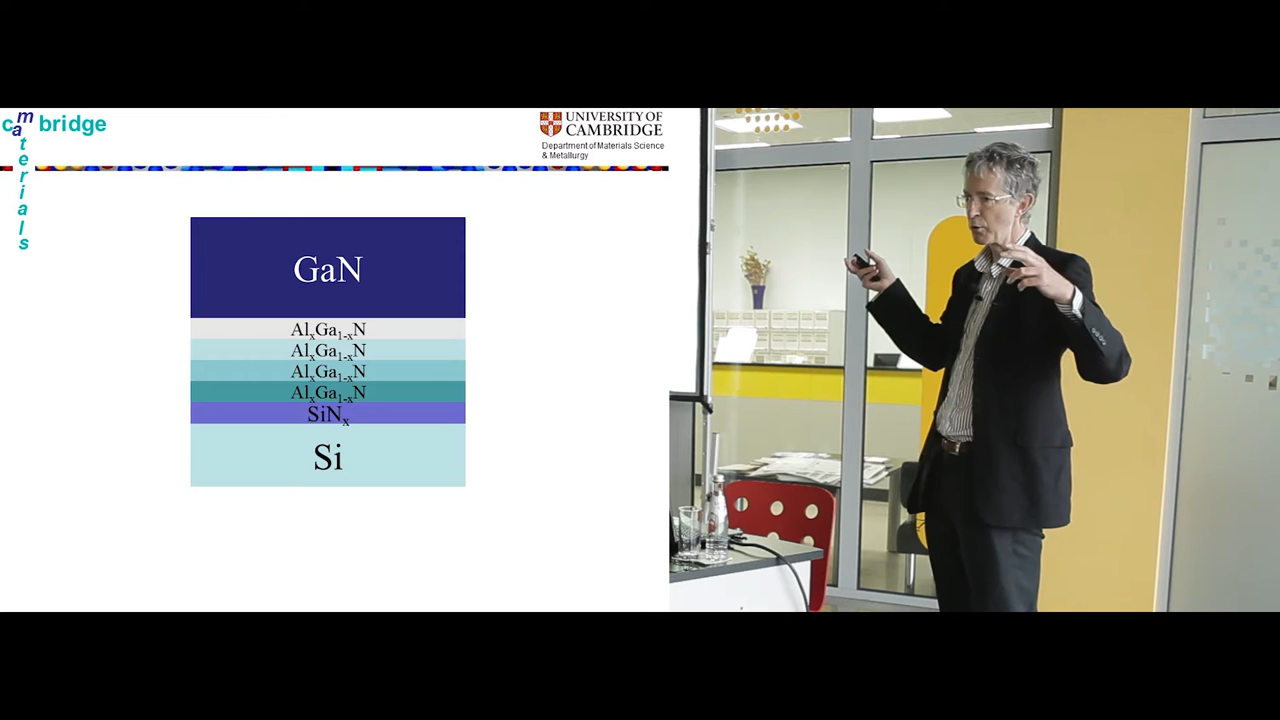 cambridge
materials
UNIVERSITY OF
CAMBRIDGE
Department of Materials Science
& Metallurgy
GaN
AlₓGa₁₋ₓN
AlₓGa₁₋ₓN
AlₓGa₁₋ₓN
AlₓGa₁₋ₓN
SiNₓ
Si